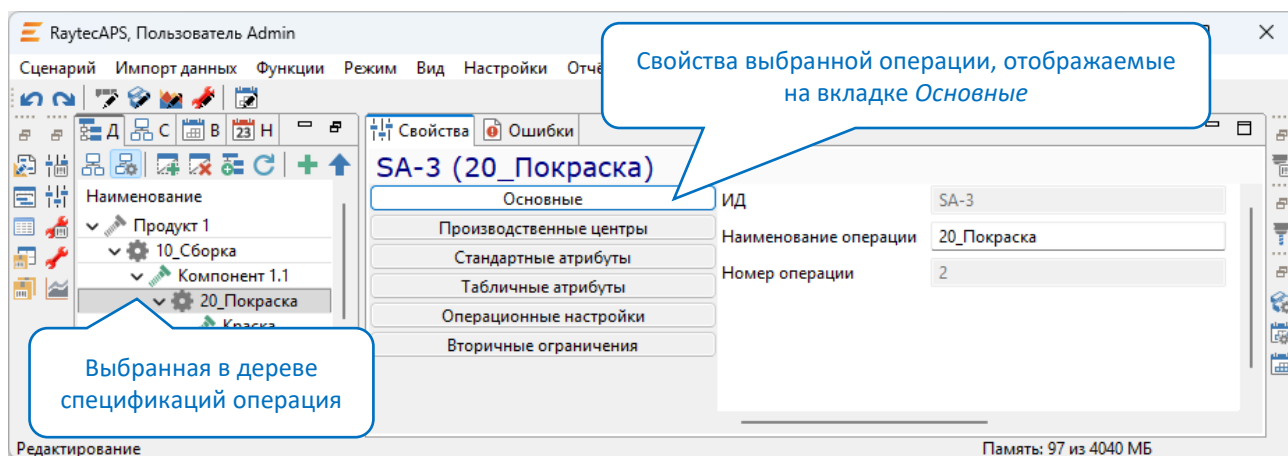 RaytecAPS, Пользователь Admin
Сценарий Импорт данных Функции Режим Вид Настройки
Свойства выбранной операции, отображаемые
на вкладке Основные
Д С В Н
23
Свойства Ошибки
SA-3 (20_Покраска)
Наименование
Продукт 1
10_Сборка
Компонент 1.1
20_Покраска
Выбранная в дереве
спецификаций операция
Основные
Производственные центры
Стандартные атрибуты
Табличные атрибуты
Операционные настройки
Вторичные ограничения
ИД SA-3
Наименование операции 20_Покраска
Номер операции 2
Редактирование
Память: 97 из 4040 МБ